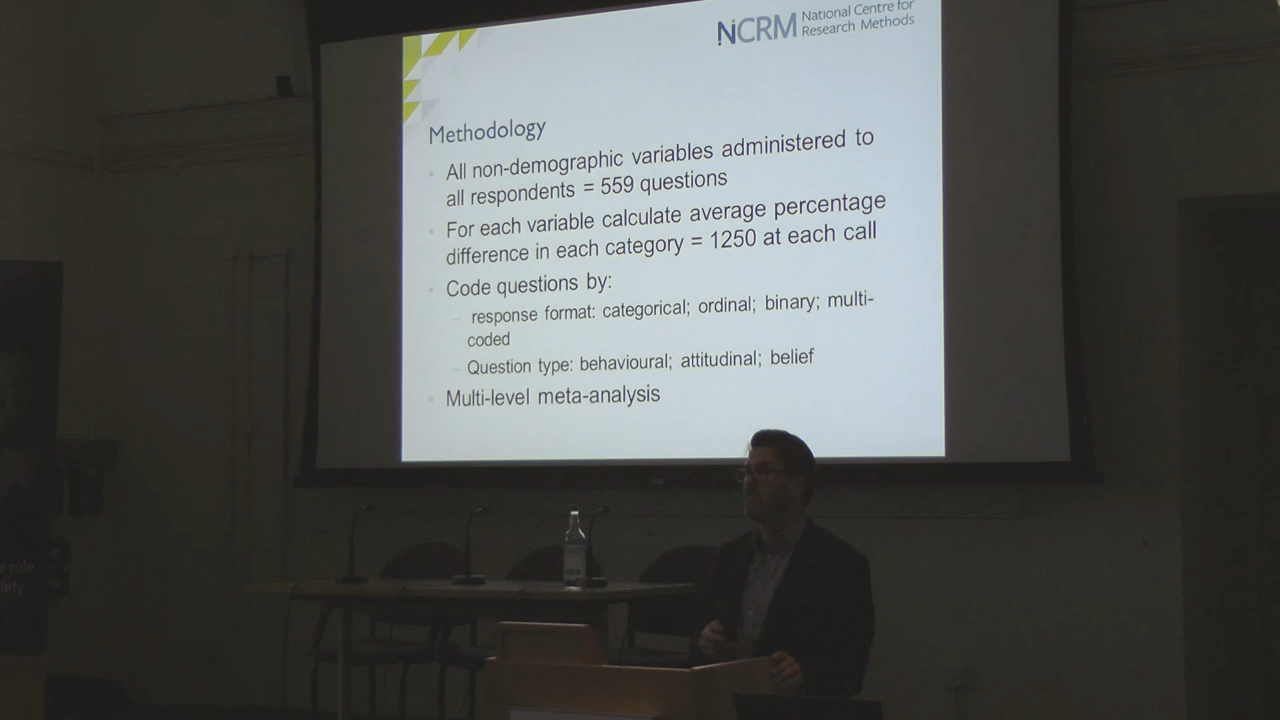 NCRM National Centre for
Research Methods
Methodology
All non-demographic variables administered to
all respondents = 559 questions
For each variable calculate average percentage
difference in each category = 1250 at each call
Code questions by:
response format: categorical; ordinal; binary; multi-
coded
Question type: behavioural; attitudinal; belief
Multi-level meta-analysis
role